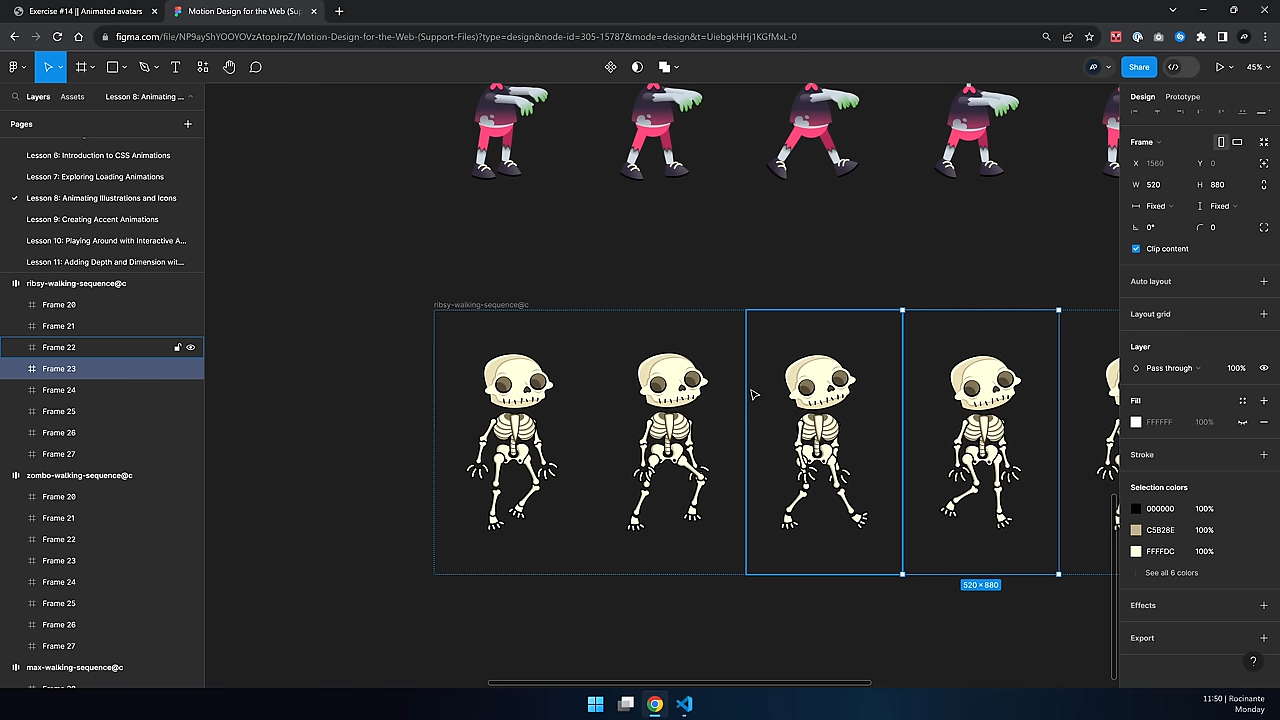 Exercise #14 || Animated avatars
Motion Design for the Web (Sup
figma.com/file/NP9ayShYOOYOVzAtopJrpZ/Motion-Design-for-the-Web-(Support-Files)?type=design&node-id=305-15787&mode=design&t=UiebgkHHj1KGfMxL-0
Share
45%
Layers
Assets
Lesson 8: Animating ...
Design
Prototype
Pages
Lesson 6: Introduction to CSS Animations
Lesson 7: Exploring Loading Animations
Lesson 8: Animating Illustrations and Icons
Lesson 9: Creating Accent Animations
Lesson 10: Playing Around with Interactive A...
Lesson 11: Adding Depth and Dimension wit...
ribsy-walking-sequence@c
Frame 20
Frame 21
Frame 22
Frame 23
Frame 24
Frame 25
Frame 26
Frame 27
zombo-walking-sequence@c
Frame 20
Frame 21
Frame 22
Frame 23
Frame 24
Frame 25
Frame 26
Frame 27
max-walking-sequence@c
ribsy-walking-sequence@c
520 × 880
Frame
X 1560
Y 0
W 520
H 880
Fixed
Fixed
0°
0
Clip content
Auto layout
Layout grid
Layer
Pass through
100%
Fill
FFFFFF
100%
Stroke
Selection colors
000000
100%
C5B28E
100%
FFFFDC
100%
See all 6 colors
Effects
Export
?
11:50 | Rocinante
Monday